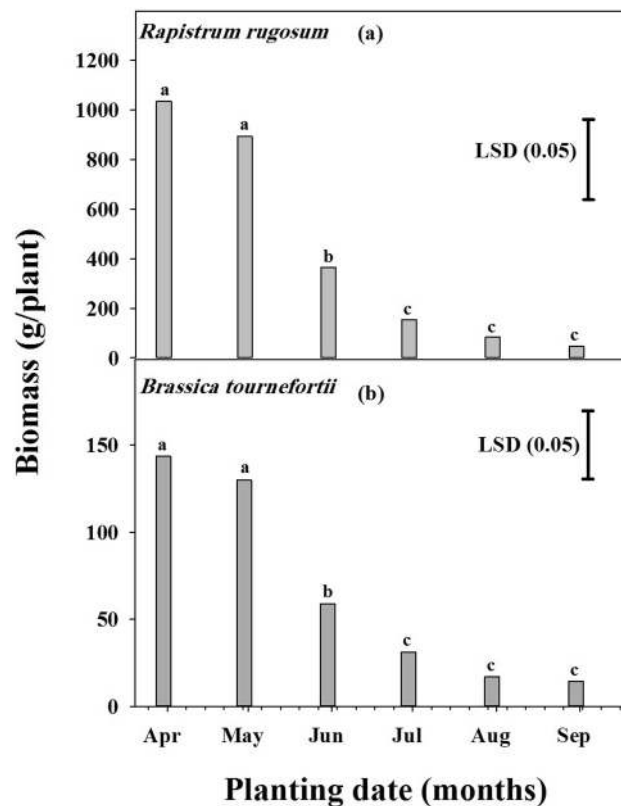 Rapistrum rugosum (a)
1200
1000
800
600
400
200
0
a
a
b
c
c
c
LSD (0.05)
Biomass (g/plant)
Brassica tournefortii (b)
150
100
50
0
a
a
b
c
c
c
LSD (0.05)
Apr May Jun Jul Aug Sep
Planting date (months)